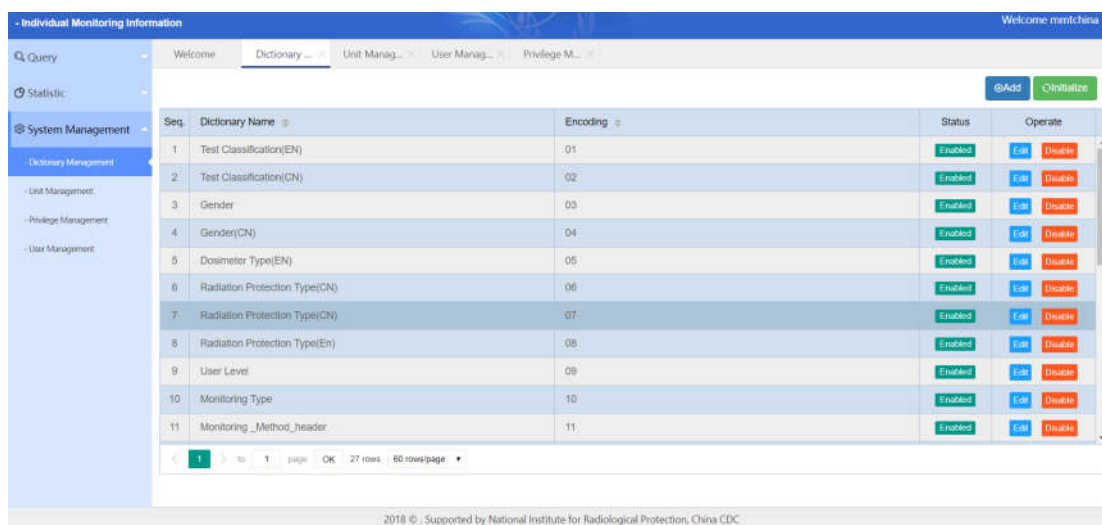 - Individual Monitoring Information Welcome mmtchina
Query Welcome Dictionary ... Unit Manag... User Manag... Privilege M...
Statistic Add Initialize
System Management Seq. Dictionary Name Encoding Status Operate
- Dictionary Management 1 Test Classification(EN) 01 Enabled Edit Disable
2 Test Classification(CN) 02 Enabled Edit Disable
- Unit Management 3 Gender 03 Enabled Edit Disable
- Privilege Management 4 Gender(CN) 04 Enabled Edit Disable
- User Management 5 Dosimeter Type(EN) 05 Enabled Edit Disable
6 Radiation Protection Type(CN) 06 Enabled Edit Disable
7 Radiation Protection Type(CN) 07 Enabled Edit Disable
8 Radiation Protection Type(En) 08 Enabled Edit Disable
9 User Level 09 Enabled Edit Disable
10 Monitoring Type 10 Enabled Edit Disable
11 Monitoring _Method_header 11 Enabled Edit Disable
< 1 > to 1 page OK 27 rows 60 rows/page
2018 © . Supported by National Institute for Radiological Protection, China CDC